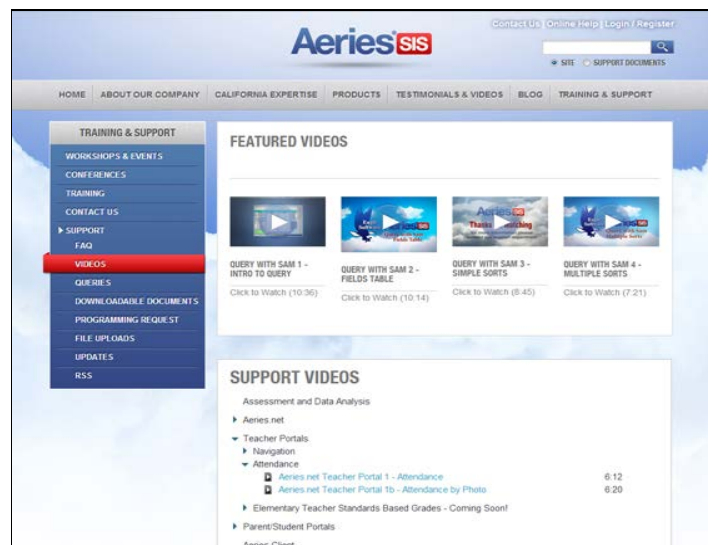 Contact Us | Online Help | Login / Register
Aeries SIS
SITE SUPPORT DOCUMENTS
HOME ABOUT OUR COMPANY CALIFORNIA EXPERTISE PRODUCTS TESTIMONIALS & VIDEOS BLOG TRAINING & SUPPORT
TRAINING & SUPPORT
WORKSHOPS & EVENTS
CONFERENCES
TRAINING
CONTACT US
SUPPORT
FAQ
VIDEOS
QUERIES
DOWNLOADABLE DOCUMENTS
PROGRAMMING REQUEST
FILE UPLOADS
UPDATES
RSS
FEATURED VIDEOS
QUERY WITH SAM 1 -
INTRO TO QUERY
Click to Watch (10:36)
QUERY WITH SAM 2 -
FIELDS TABLE
Click to Watch (10:14)
QUERY WITH SAM 3 -
SIMPLE SORTS
Click to Watch (8:45)
QUERY WITH SAM 4 -
MULTIPLE SORTS
Click to Watch (7:21)
SUPPORT VIDEOS
Assessment and Data Analysis
Aeries.net
Teacher Portals
Navigation
Attendance
Aeries.net Teacher Portal 1 - Attendance 6:12
Aeries.net Teacher Portal 1b - Attendance by Photo 6:20
Elementary Teacher Standards Based Grades - Coming Soon!
Parent/Student Portals
Aeries Client